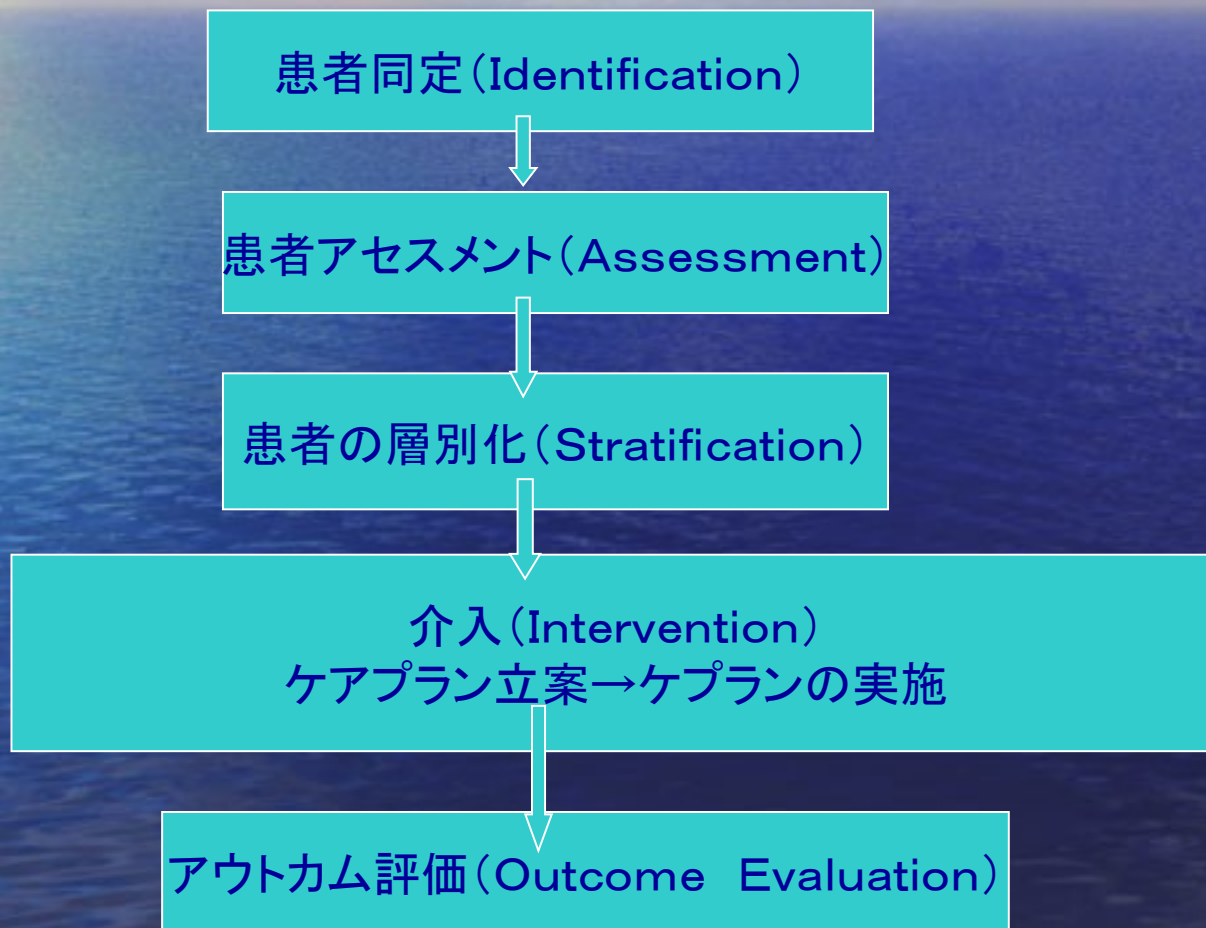 患者同定（Identification）
患者アセスメント（Assessment）
患者の層別化（Stratification）
介入（Intervention）
ケアプラン立案→ケプランの実施
アウトカム評価（Outcome　Evaluation）